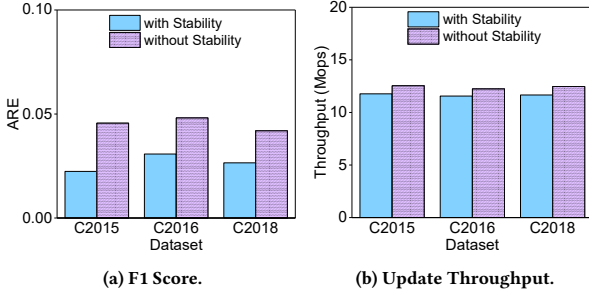 0.10
0.05
0.00
ARE
with Stability
without Stability
C2015 C2016 C2018
Dataset
(a) F1 Score.
20
15
10
5
0
Throughput (Mops)
with Stability
without Stability
C2015 C2016 C2018
Dataset
(b) Update Throughput.